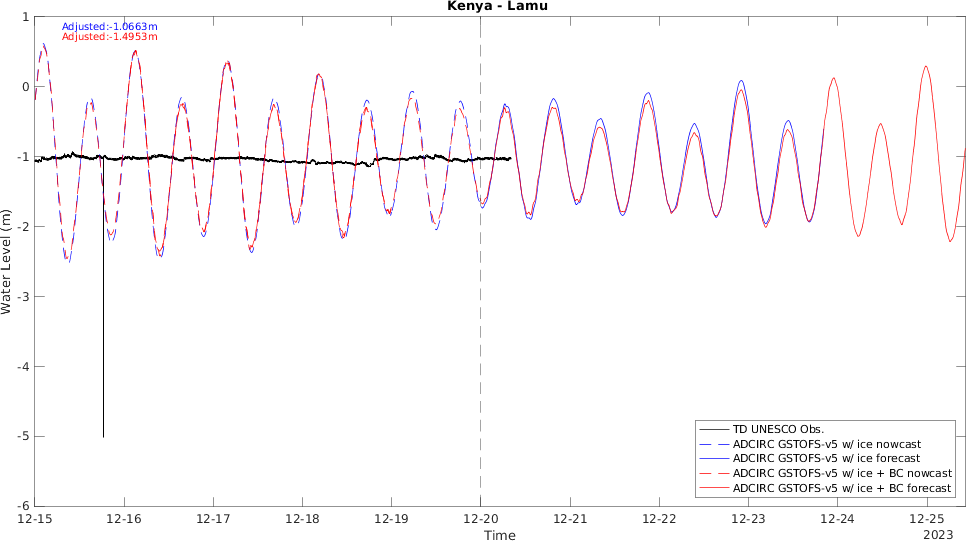 Kenya - Lamu
Adjusted:-1.0663m
Adjusted:-1.4953m
1
0
-1
-2
-3
-4
-5
-6
Water Level (m)
TD UNESCO Obs.
ADCIRC GSTOFS-v5 w/ ice nowcast
ADCIRC GSTOFS-v5 w/ ice forecast
ADCIRC GSTOFS-v5 w/ ice + BC nowcast
ADCIRC GSTOFS-v5 w/ ice + BC forecast
12-15 12-16 12-17 12-18 12-19 12-20 12-21 12-22 12-23 12-24 12-25
Time
2023